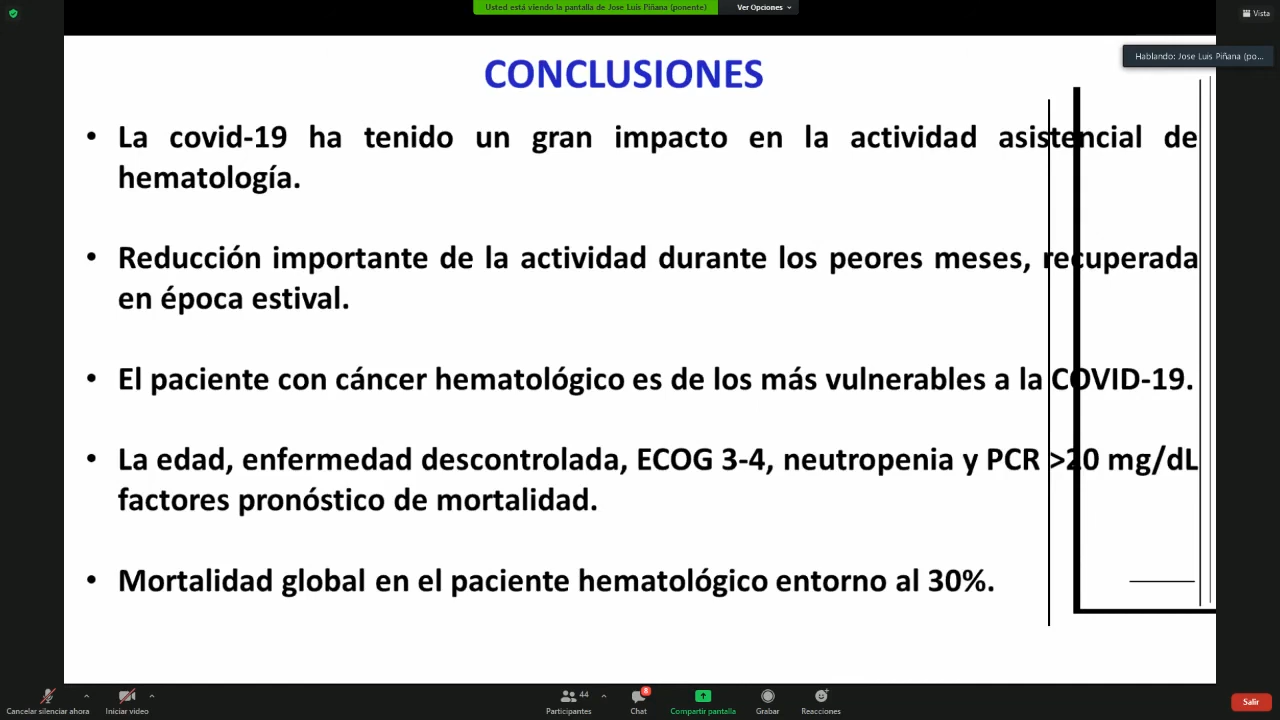 Usted está viendo la pantalla de Jose Luis Piñana (ponente)
Ver Opciones
Vista
Hablando: Jose Luis Piñana (po...
CONCLUSIONES
• La covid-19 ha tenido un gran impacto en la actividad asistencial de
hematología.
• Reducción importante de la actividad durante los peores meses, recuperada
en época estival.
• El paciente con cáncer hematológico es de los más vulnerables a la COVID-19.
• La edad, enfermedad descontrolada, ECOG 3-4, neutropenia y PCR >20 mg/dL
factores pronóstico de mortalidad.
• Mortalidad global en el paciente hematológico entorno al 30%.
Cancelar silenciar ahora
Iniciar video
44
Participantes
8
Chat
Compartir pantalla
Grabar
Reacciones
Salir